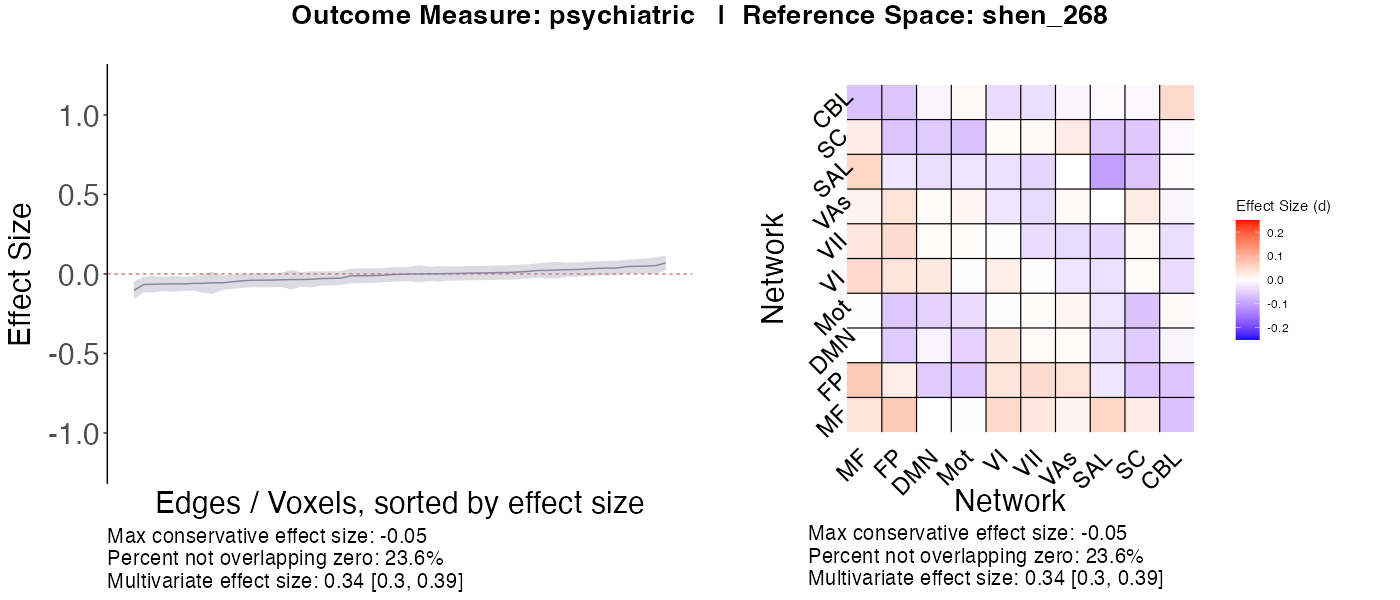 Outcome Measure: psychiatric | Reference Space: shen_268
Effect Size
1.0
0.5
0.0
-0.5
-1.0
Edges / Voxels, sorted by effect size
Max conservative effect size: -0.05
Percent not overlapping zero: 23.6%
Multivariate effect size: 0.34 [0.3, 0.39]
Network
CBL
SC
SAL
VAs
VII
VI
Mot
DMN
FP
MF
MF FP DMN Mot VI VII VAs SAL SC CBL
Network
Max conservative effect size: -0.05
Percent not overlapping zero: 23.6%
Multivariate effect size: 0.34 [0.3, 0.39]
Effect Size (d)
0.2
0.1
0.0
-0.1
-0.2